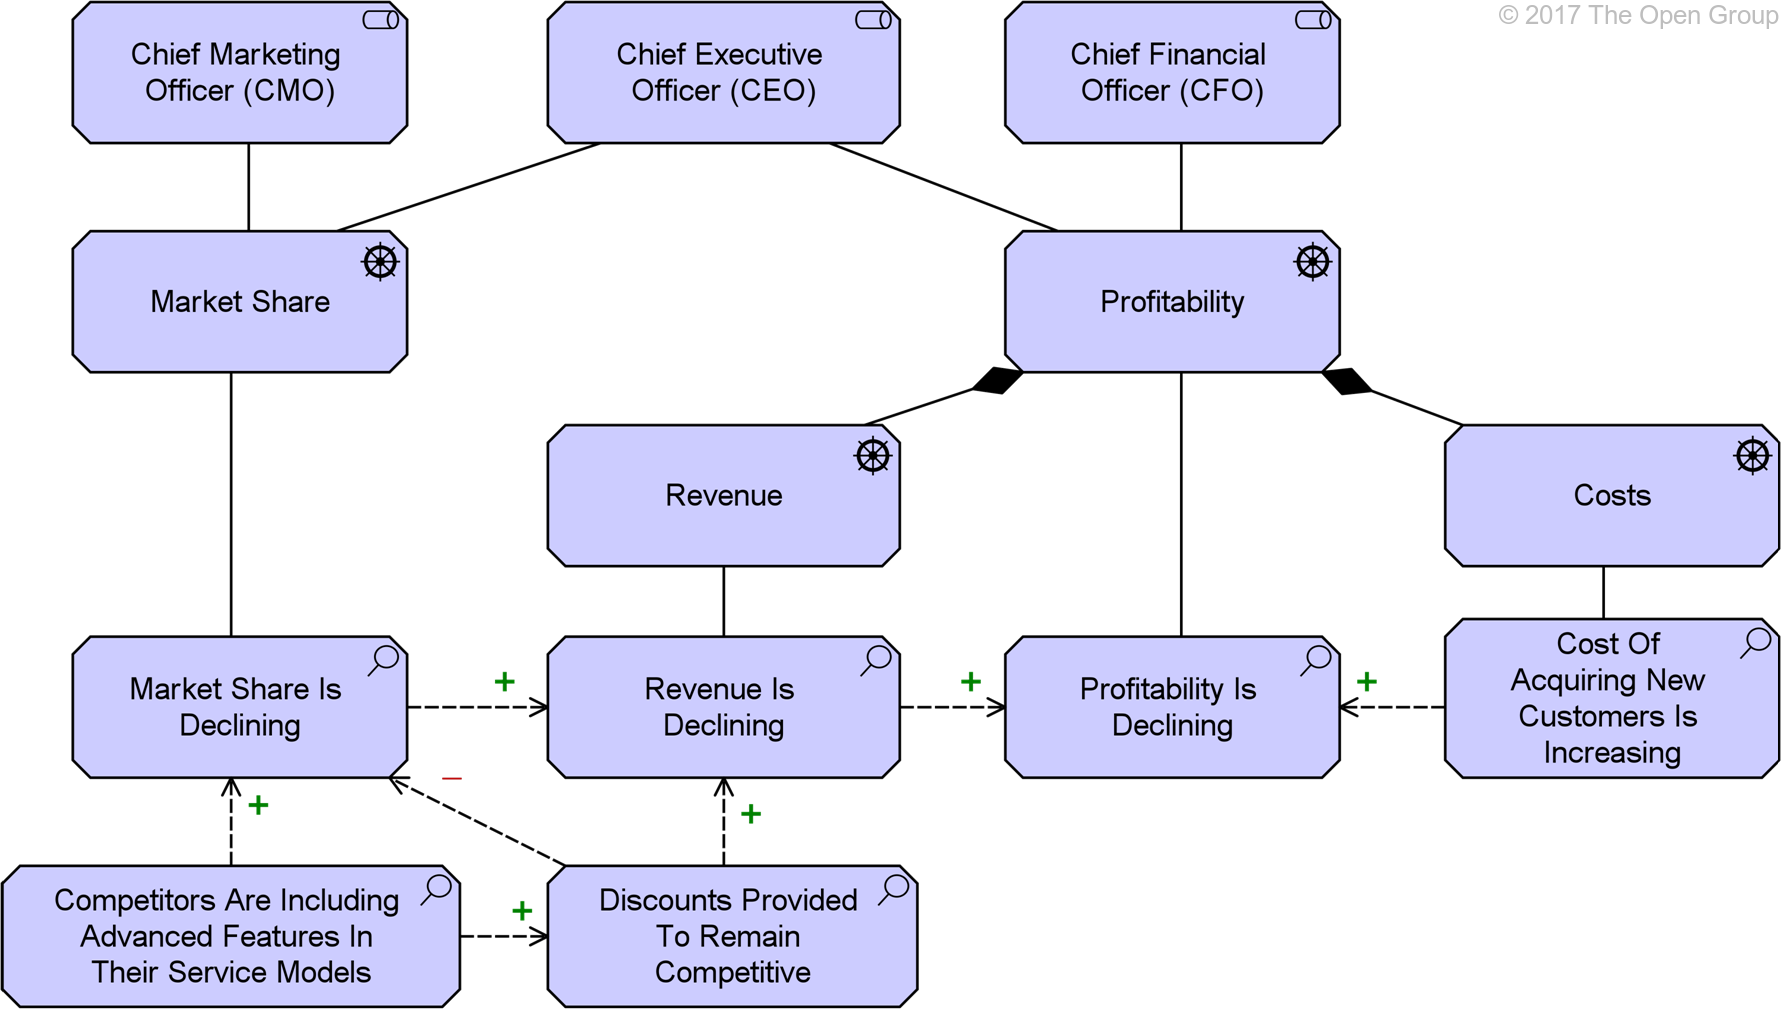 © 2017 The Open Group
Chief Marketing
Officer (CMO)
Chief Executive
Officer (CEO)
Chief Financial
Officer (CFO)
Market Share
Profitability
Revenue
Costs
Market Share Is
Declining
+
Revenue Is
Declining
+
Profitability Is
Declining
+
Cost Of
Acquiring New
Customers Is
Increasing
+
–
+
Competitors Are Including
Advanced Features In
Their Service Models
+
Discounts Provided
To Remain
Competitive